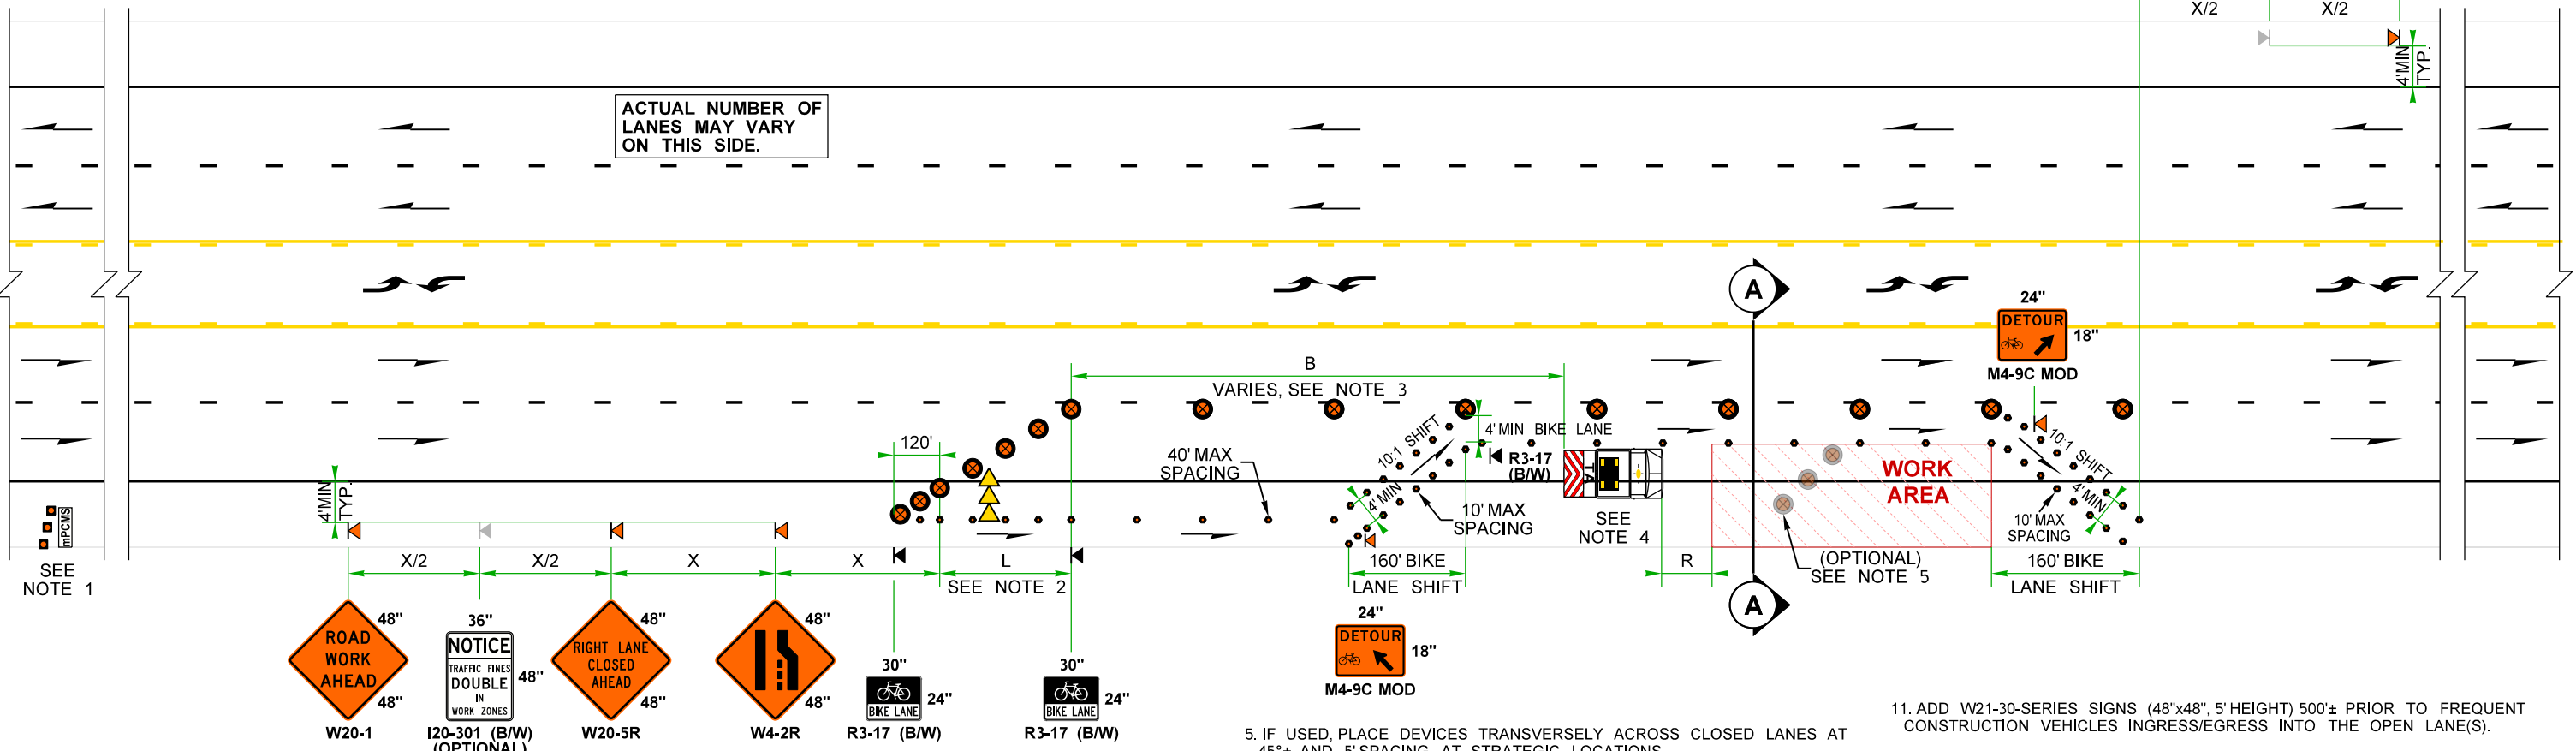 X/2
X/2
4'MIN
TYP.
ACTUAL NUMBER OF
LANES MAY VARY
ON THIS SIDE.
A
24"
DETOUR
18"
M4-9C MOD
B
VARIES, SEE NOTE 3
120'
4'MIN
TYP.
40' MAX
SPACING
10:1 SHIFT
4' MIN
4' MIN BIKE LANE
R3-17
(B/W)
10' MAX
SPACING
TA
SEE
NOTE 4
WORK
AREA
10:1 SHIFT
4' MIN
10' MAX
SPACING
mPCMS
SEE
NOTE 1
X/2
X/2
X
X
L
SEE NOTE 2
160' BIKE
LANE SHIFT
R
(OPTIONAL)
SEE NOTE 5
160' BIKE
LANE SHIFT
A
ROAD
WORK
AHEAD
48"
48"
W20-1
36"
NOTICE
TRAFFIC FINES
DOUBLE
IN
WORK ZONES
48"
I20-301 (B/W)
(OPTIONAL)
RIGHT LANE
CLOSED
AHEAD
48"
48"
W20-5R
48"
48"
W4-2R
30"
BIKE LANE
24"
R3-17 (B/W)
30"
BIKE LANE
24"
R3-17 (B/W)
24"
DETOUR
18"
M4-9C MOD
5. IF USED, PLACE DEVICES TRANSVERSELY ACROSS CLOSED LANES AT
45°± AND 5' SPACING AT STRATEGIC LOCATIONS
11. ADD W21-30-SERIES SIGNS (48"x48", 5' HEIGHT) 500'± PRIOR TO FREQUENT
CONSTRUCTION VEHICLES INGRESS/EGRESS INTO THE OPEN LANE(S).